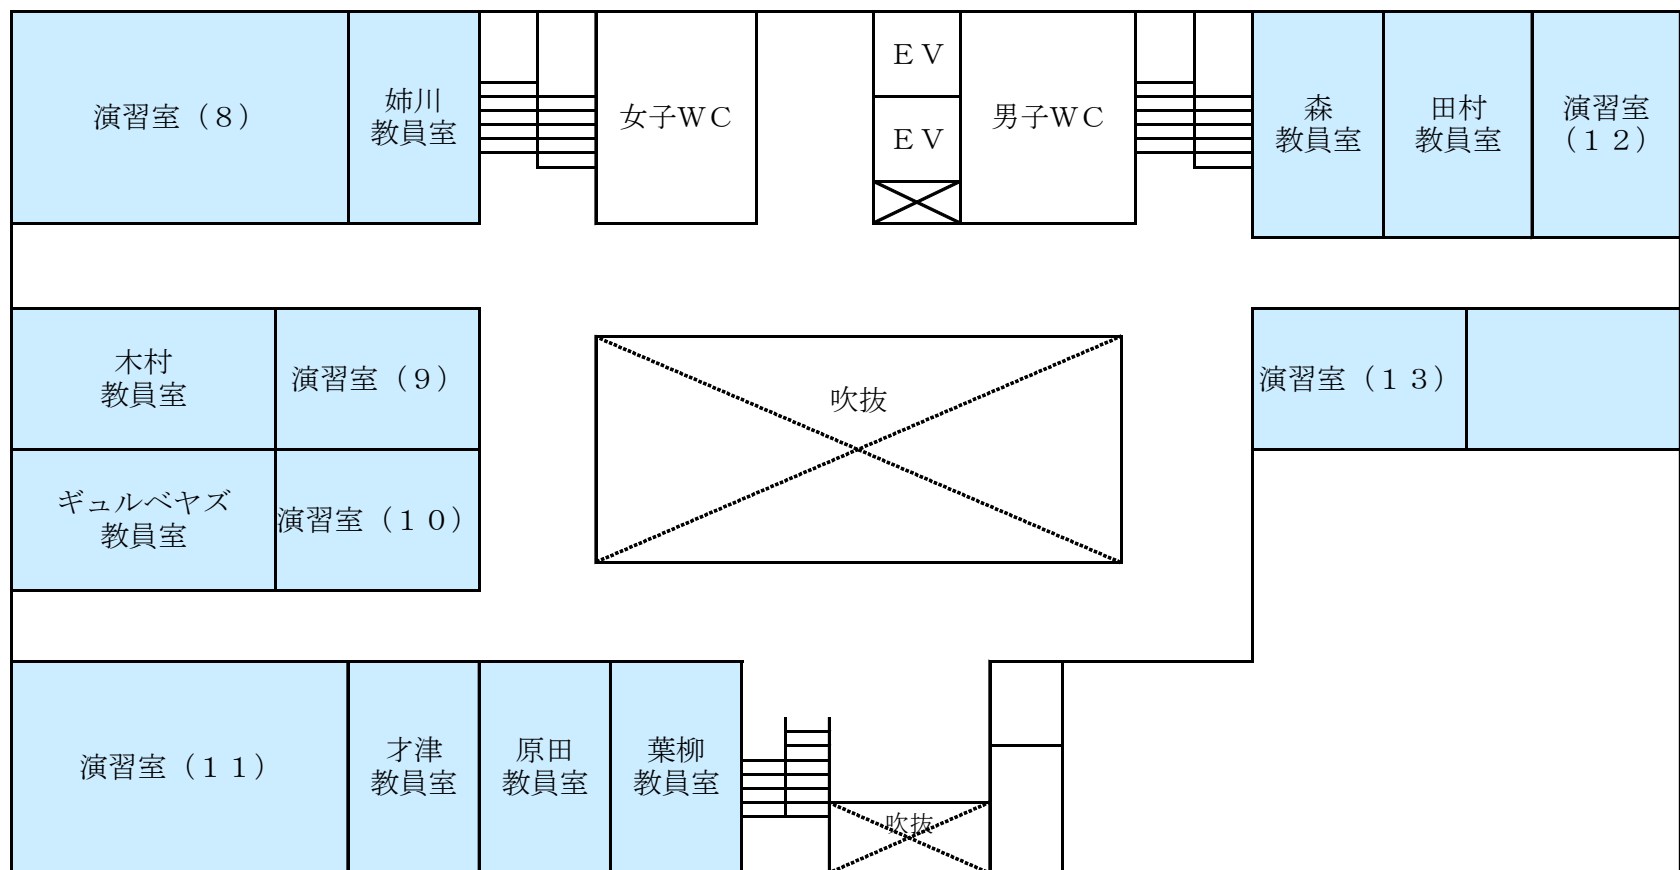 演習室（８）
姉川
教員室
女子ＷＣ
ＥＶ
ＥＶ
男子ＷＣ
森
教員室
田村
教員室
演習室
（１２）
木村
教員室
演習室（９）
吹抜
演習室（１３）
ギュルベヤズ
教員室
演習室（１０）
演習室（１１）
才津
教員室
原田
教員室
葉柳
教員室
吹抜